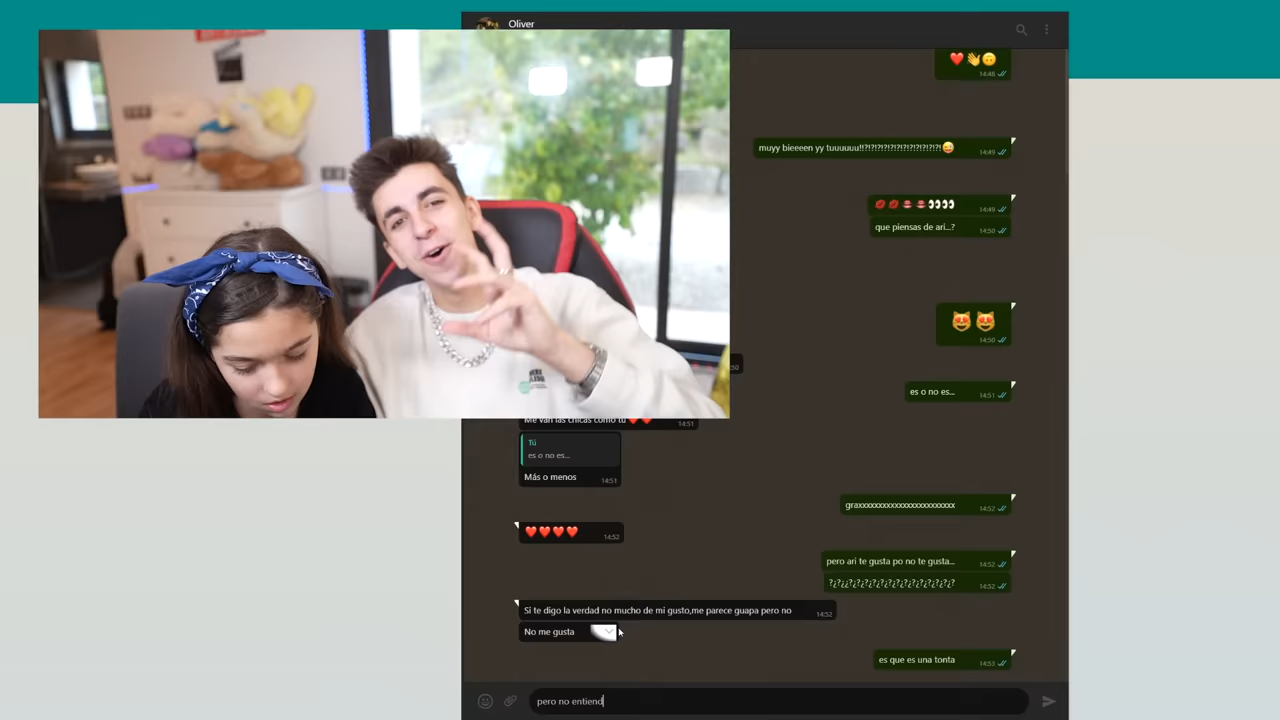 Oliver
❤️👋🙃
14:48
muyy bieeeen yy tuuuuuu!!?!?!?!?!?!?!?!?!?!?!?!?!😜
14:49
14:49
que piensas de ari...?
14:50
😻😻
14:50
es o no es...
14:51
Me van las chicas como tú ❤️❤️
14:51
Tú
es o no es...
Más o menos
14:51
graxxxxxxxxxxxxxxxxxxxxxxxxx
14:52
❤️❤️❤️❤️
14:52
pero ari te gusta po no te gusta...
14:52
?¿?¿¿?¿?¿?¿?¿?¿?¿?¿?¿?¿?¿?¿?
14:52
Si te digo la verdad no mucho de mi gusto,me parece guapa pero no
14:52
No me gusta
es que es una tonta
14:53
pero no entiend